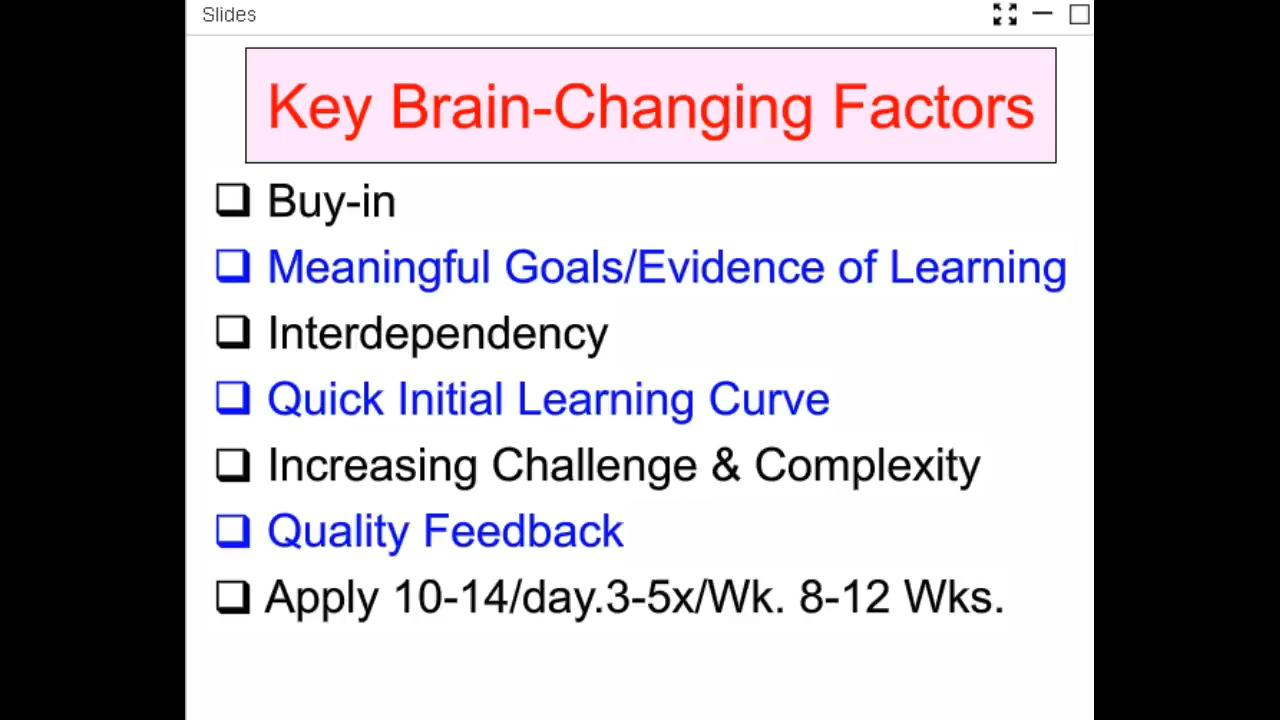 Slides
Key Brain-Changing Factors
Buy-in
Meaningful Goals/Evidence of Learning
Interdependency
Quick Initial Learning Curve
Increasing Challenge & Complexity
Quality Feedback
Apply 10-14/day.3-5x/Wk. 8-12 Wks.